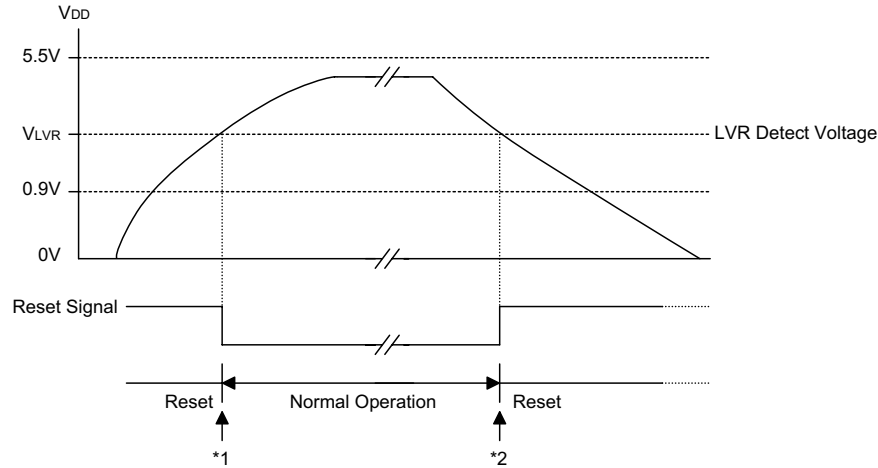 VDD
5.5V
VLVR
LVR Detect Voltage
0.9V
0V
Reset Signal
Reset
Normal Operation
Reset
*1
*2